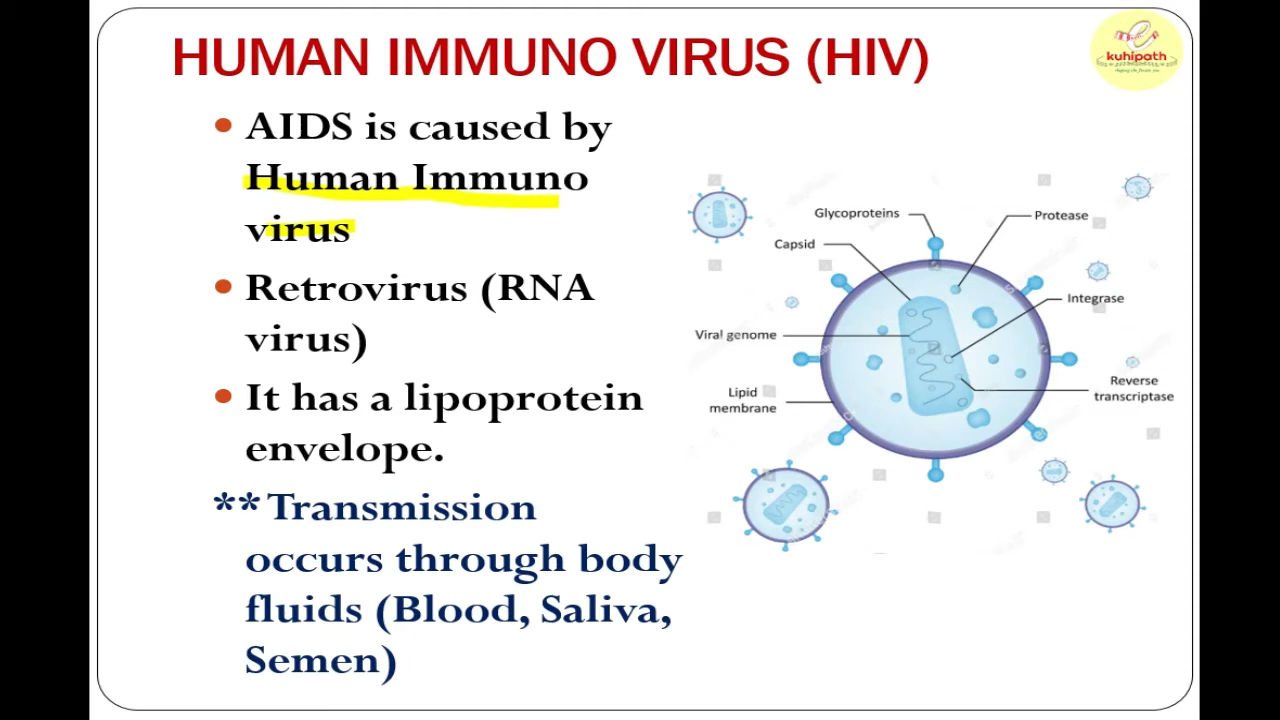 HUMAN IMMUNO VIRUS (HIV)
kuhipath
• AIDS is caused by
Human Immuno
virus
• Retrovirus (RNA
virus)
• It has a lipoprotein
envelope.
** Transmission
occurs through body
fluids (Blood, Saliva,
Semen)
Glycoproteins
Protease
Capsid
Integrase
Viral genome
Lipid
membrane
Reverse
transcriptase